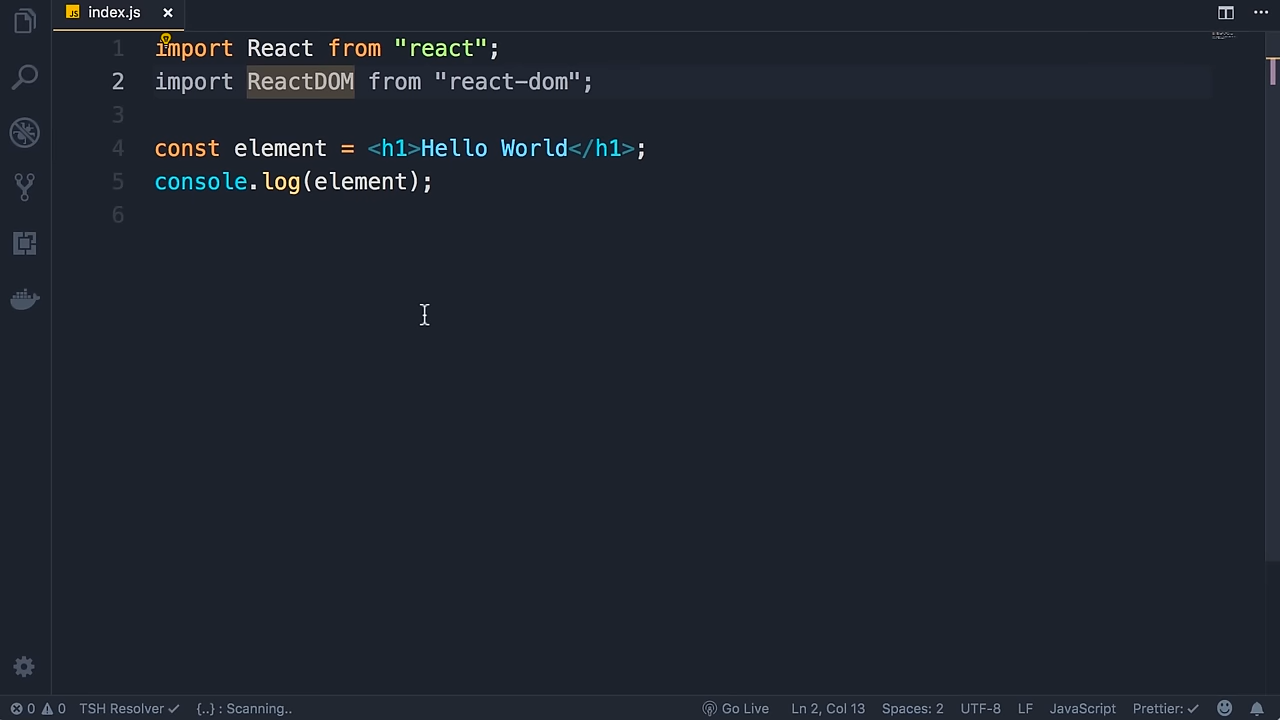 JS index.js ×
1 import React from "react";
2 import ReactDOM from "react-dom";
3
4 const element = <h1>Hello World</h1>;
5 console.log(element);
6
0 0 TSH Resolver {..} : Scanning.. Go Live Ln 2, Col 13 Spaces: 2 UTF-8 LF JavaScript Prettier: